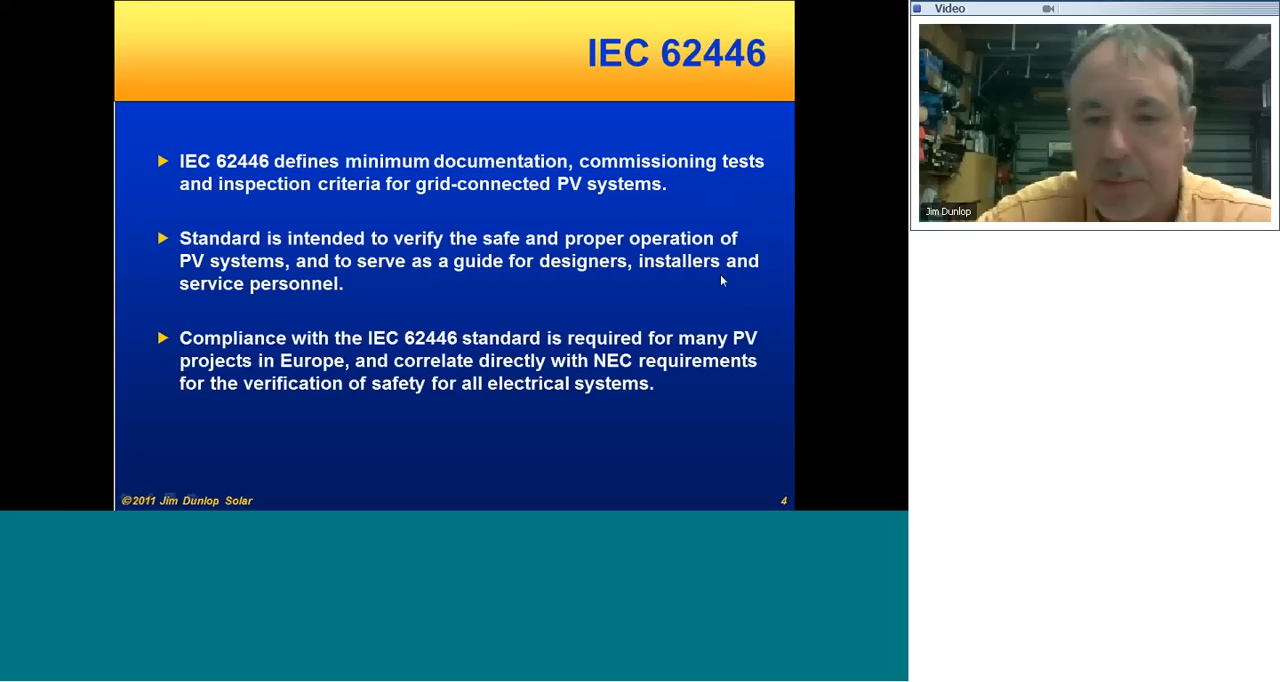 IEC 62446
IEC 62446 defines minimum documentation, commissioning tests
and inspection criteria for grid-connected PV systems.
Standard is intended to verify the safe and proper operation of
PV systems, and to serve as a guide for designers, installers and
service personnel.
Compliance with the IEC 62446 standard is required for many PV
projects in Europe, and correlate directly with NEC requirements
for the verification of safety for all electrical systems.
©2011 Jim Dunlop Solar
4
Video
Jim Dunlop